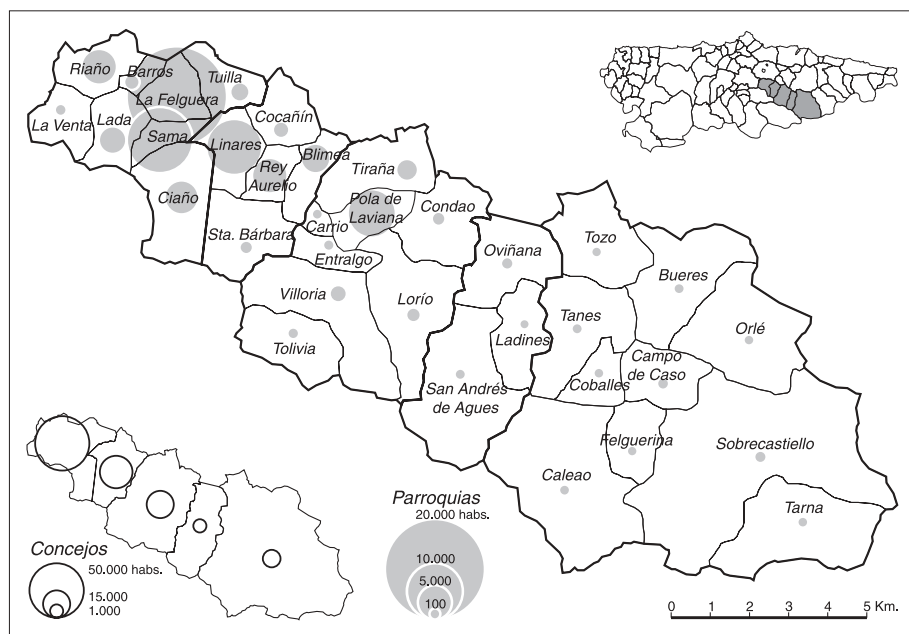 Riaño
Barros
Tuilla
La Felguera
La Venta
Lada
Sama
Cocañín
Linares
Blimea
Rey
Aurelio
Tiraña
Ciaño
Pola de
Laviana
Condao
Carrio
Sta. Bárbara
Entralgo
Oviñana
Tozo
Bueres
Villoria
Lorío
Ladines
Tanes
Orlé
Tolivia
Campo
de Caso
Coballes
San Andrés
de Agues
Felguerina
Sobrecastiello
Caleao
Tarna
Concejos
50.000 habs.
15.000
1.000
Parroquias
20.000 habs.
10.000
5.000
100
0 1 2 3 4 5 Km.